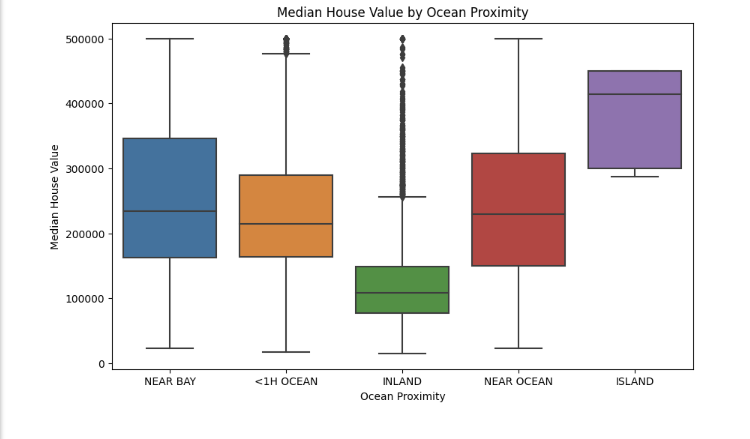 Median House Value by Ocean Proximity
500000
400000
300000
200000
100000
0
Median House Value
NEAR BAY <1H OCEAN INLAND NEAR OCEAN ISLAND
Ocean Proximity